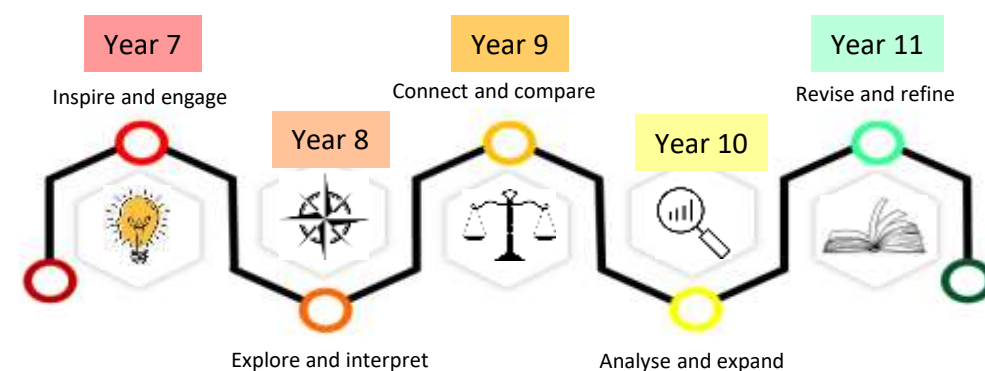 Year 7
Inspire and engage
Year 8
Explore and interpret
Year 9
Connect and compare
Year 10
Analyse and expand
Year 11
Revise and refine